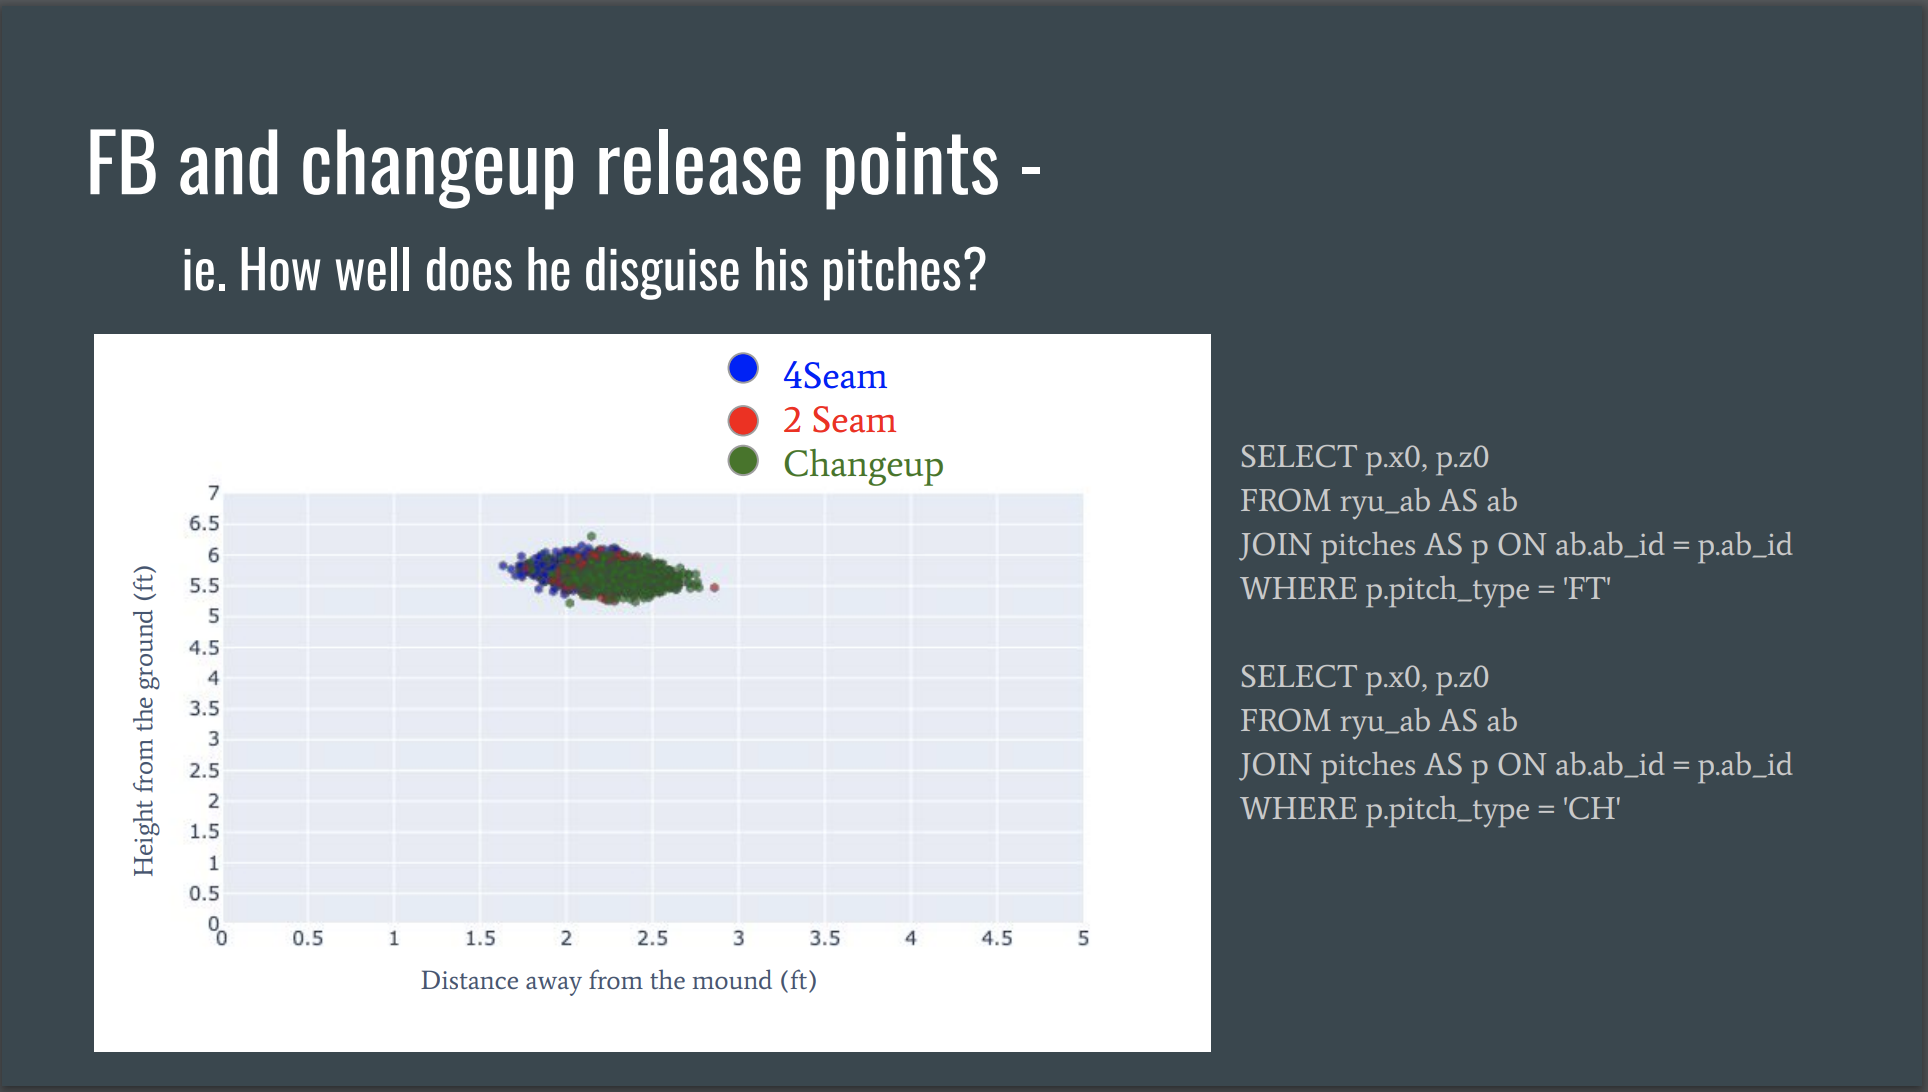 FB and changeup release points -
ie. How well does he disguise his pitches?
4Seam
2 Seam
Changeup
7
6.5
6
5.5
5
4.5
4
3.5
3
2.5
2
1.5
1
0.5
0
0 0.5 1 1.5 2 2.5 3 3.5 4 4.5 5
Height from the ground (ft)
Distance away from the mound (ft)
SELECT p.x0, p.z0
FROM ryu_ab AS ab
JOIN pitches AS p ON ab.ab_id = p.ab_id
WHERE p.pitch_type = 'FT'
SELECT p.x0, p.z0
FROM ryu_ab AS ab
JOIN pitches AS p ON ab.ab_id = p.ab_id
WHERE p.pitch_type = 'CH'